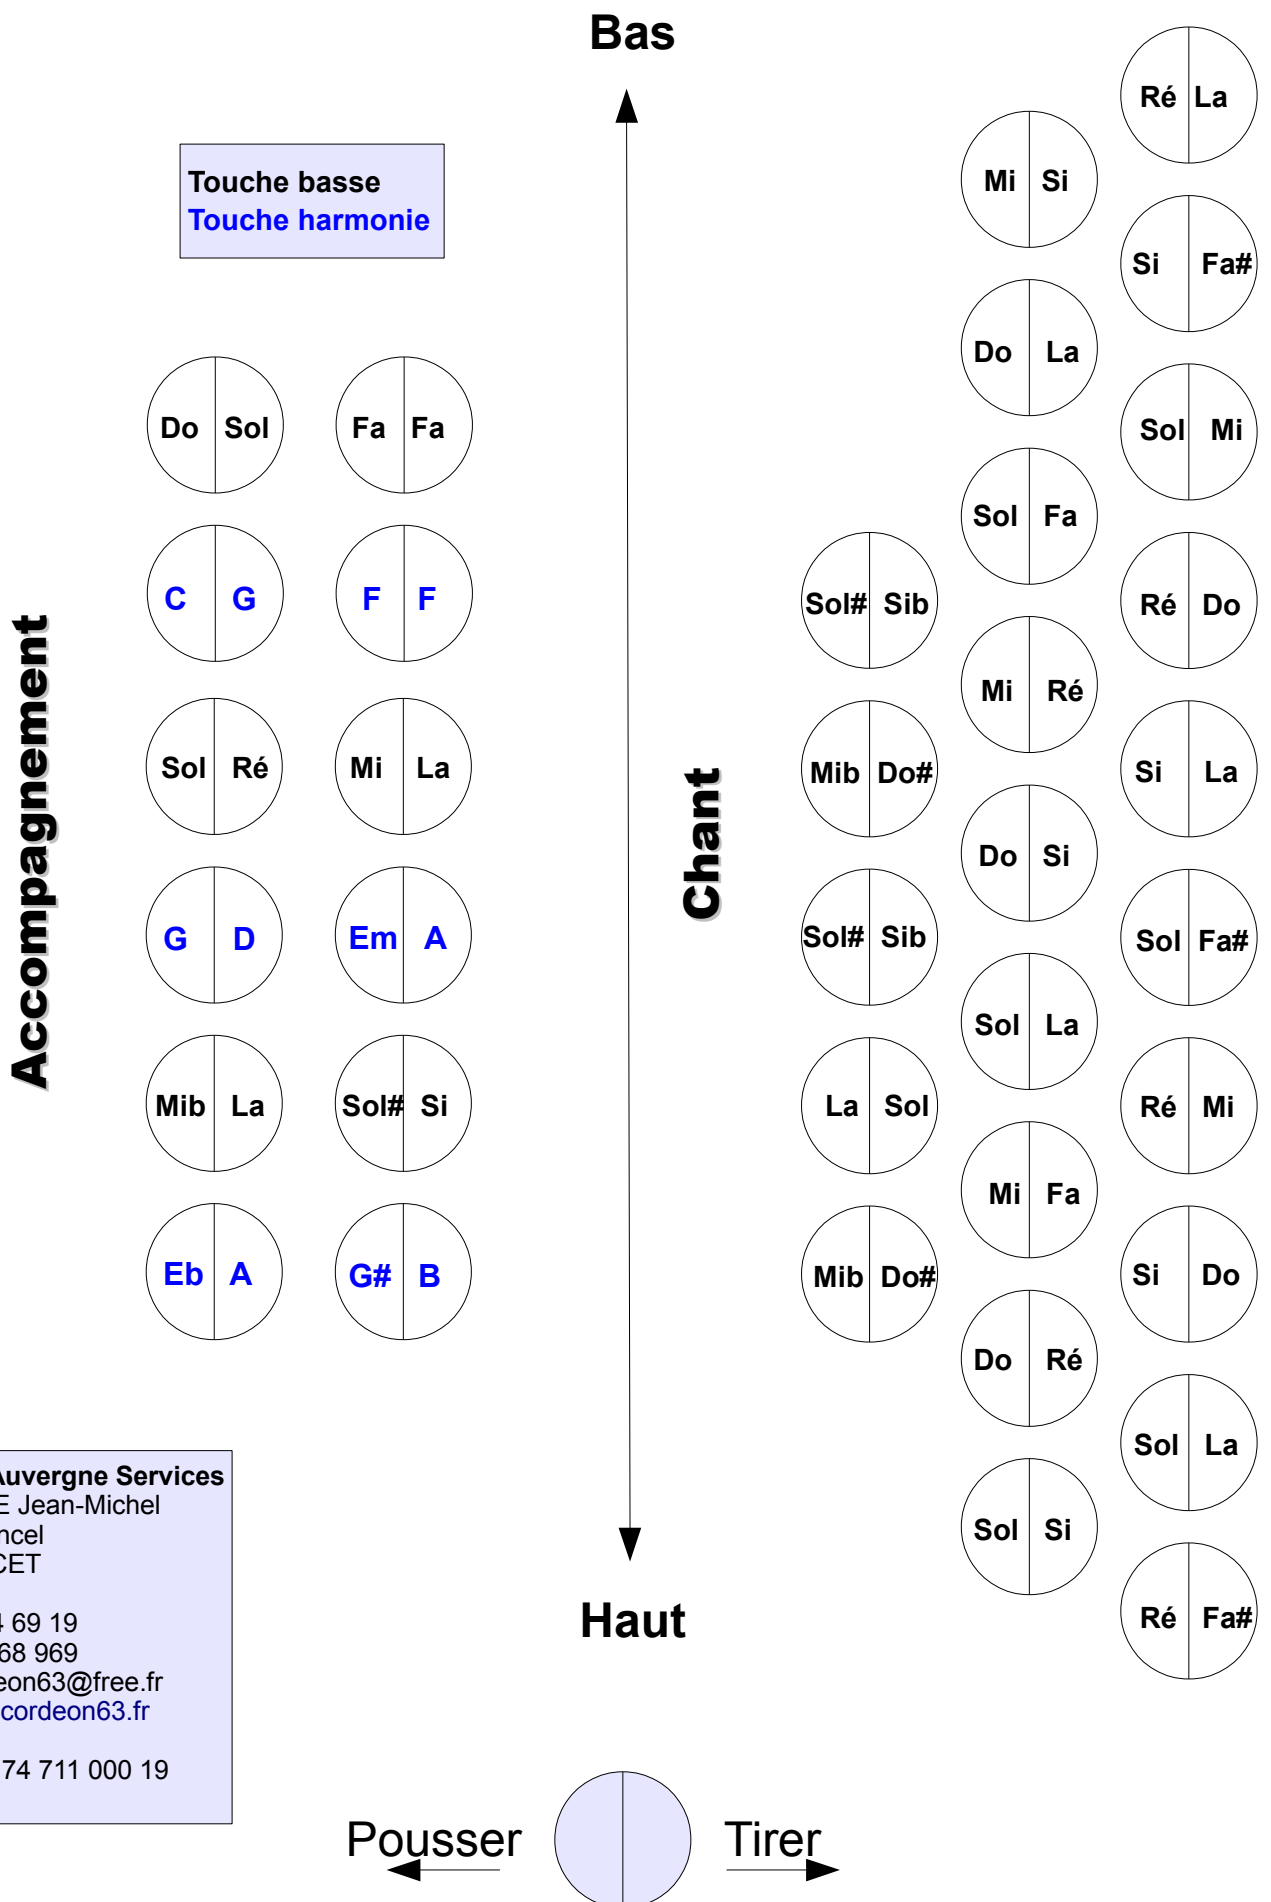 Bas
Touche basse
Touche harmonie
Accompagnement
Do Sol
Fa Fa
C G
F F
Sol Ré
Mi La
G D
Em A
Mib La
Sol# Si
Eb A
G# B
Chant
Sol# Sib
Mib Do#
Sol# Sib
La Sol
Mib Do#
Mi Si
Do La
Sol Fa
Mi Ré
Do Si
Sol La
Mi Fa
Do Ré
Sol Si
Ré La
Si Fa#
Sol Mi
Ré Do
Si La
Sol Fa#
Ré Mi
Si Do
Sol La
Ré Fa#
Haut
Auvergne Services
E Jean-Michel
ncel
CET
4 69 19
68 969
eon63@free.fr
cordeon63.fr
74 711 000 19
Pousser
Tirer